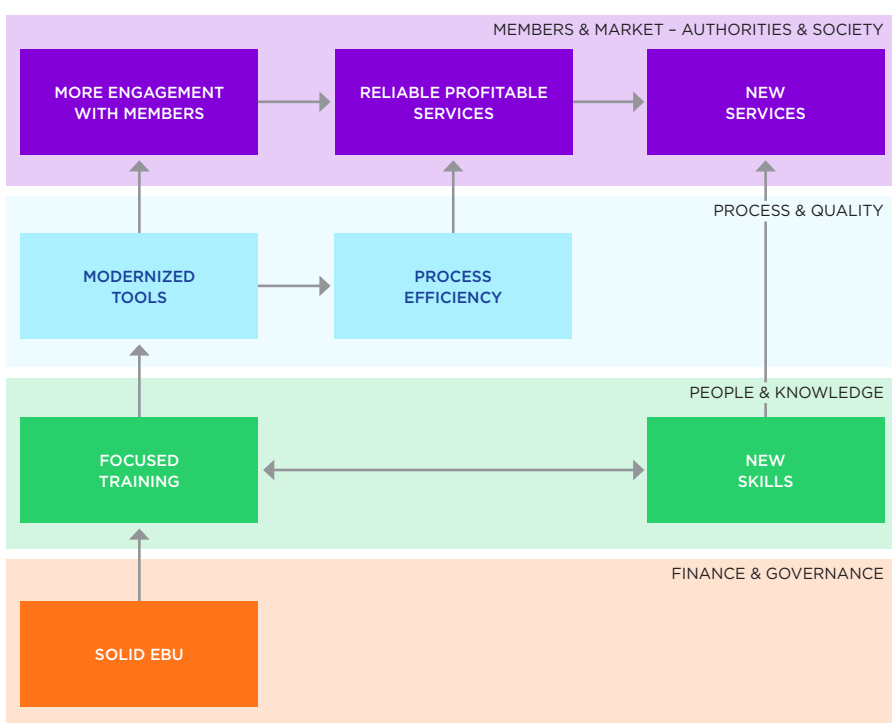 MEMBERS & MARKET – AUTHORITIES & SOCIETY
MORE ENGAGEMENT
WITH MEMBERS
RELIABLE PROFITABLE
SERVICES
NEW
SERVICES
PROCESS & QUALITY
MODERNIZED
TOOLS
PROCESS
EFFICIENCY
PEOPLE & KNOWLEDGE
FOCUSED
TRAINING
NEW
SKILLS
FINANCE & GOVERNANCE
SOLID EBU